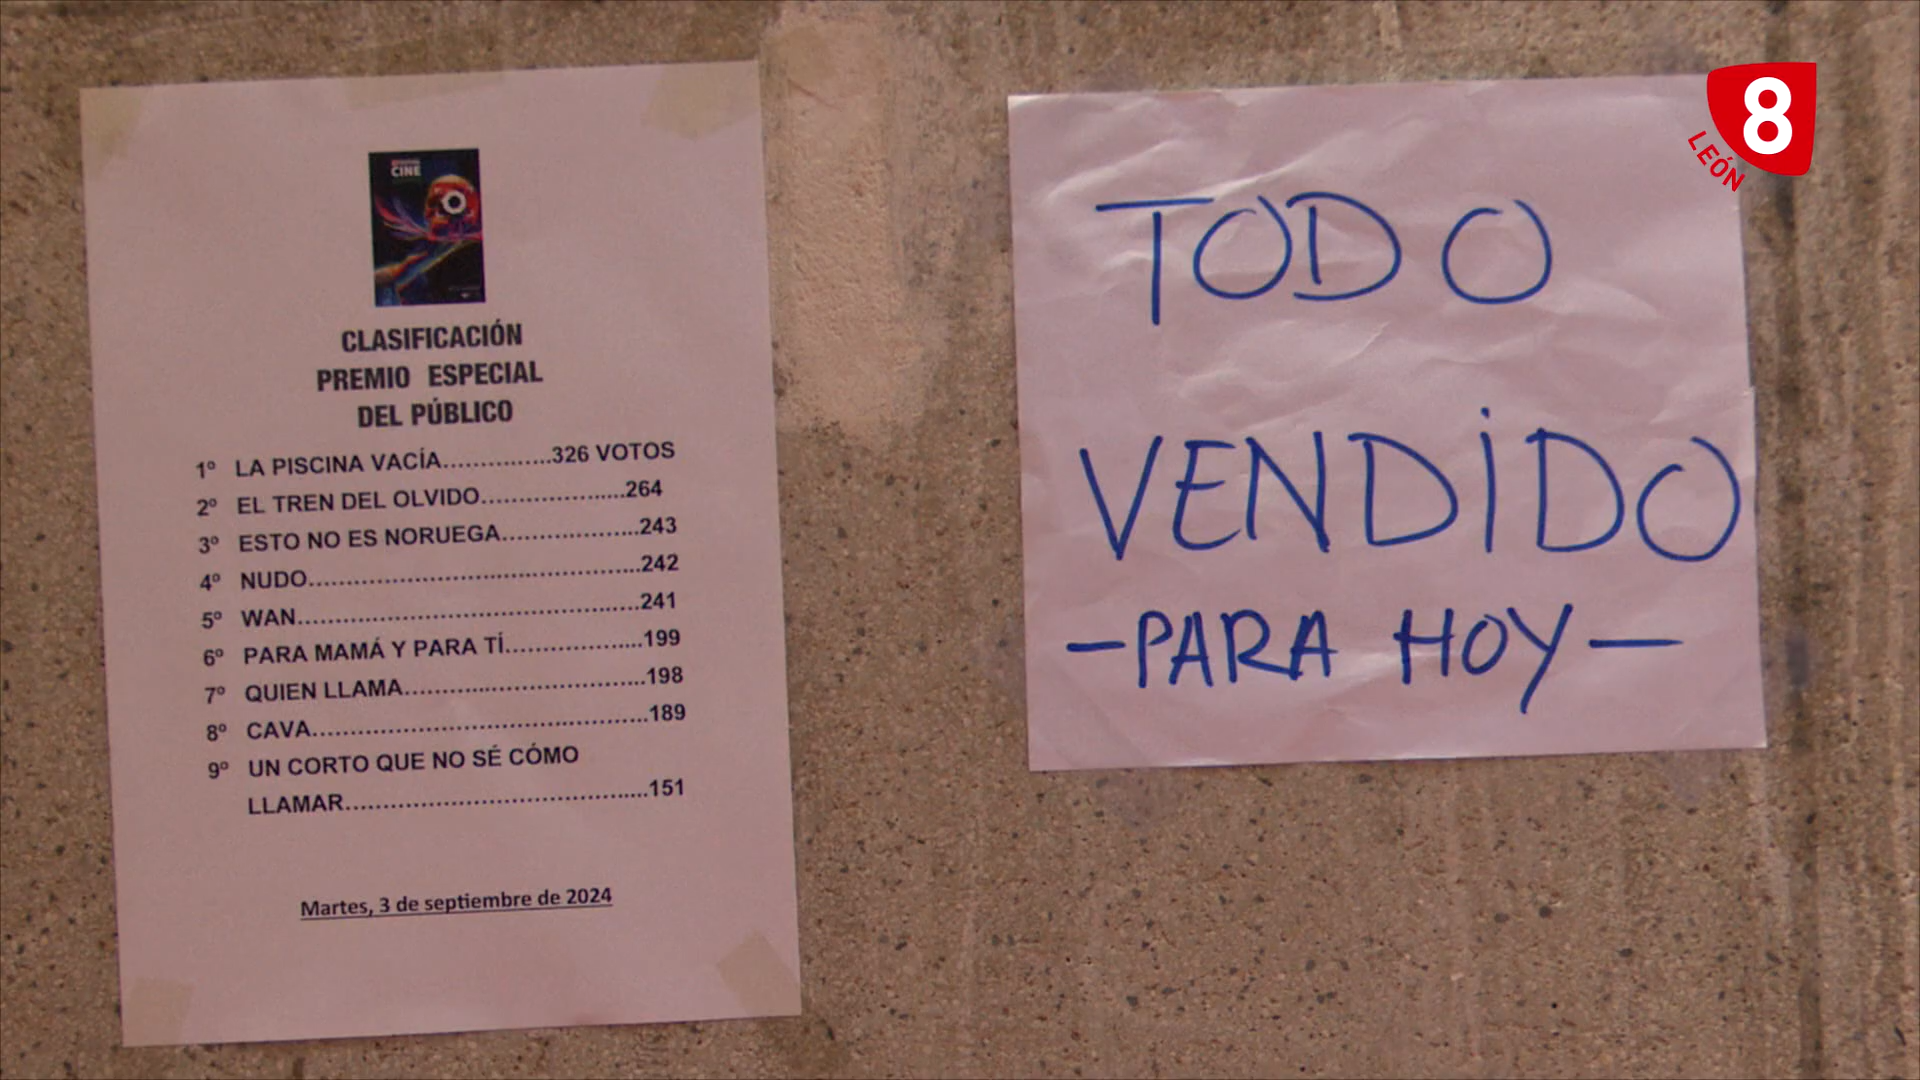 CINE
CLASIFICACIÓN
PREMIO ESPECIAL
DEL PÚBLICO
1º LA PISCINA VACÍA..................326 VOTOS
2º EL TREN DEL OLVIDO......................264
3º ESTO NO ES NORUEGA.....................243
4º NUDO..................................................242
5º WAN....................................................241
6º PARA MAMÁ Y PARA TÍ.....................199
7º QUIEN LLAMA.....................................198
8º CAVA...................................................189
9º UN CORTO QUE NO SÉ CÓMO
LLAMAR..............................................151
Martes, 3 de septiembre de 2024
TODO
VENDIDO
-PARA HOY-
8
LEÓN